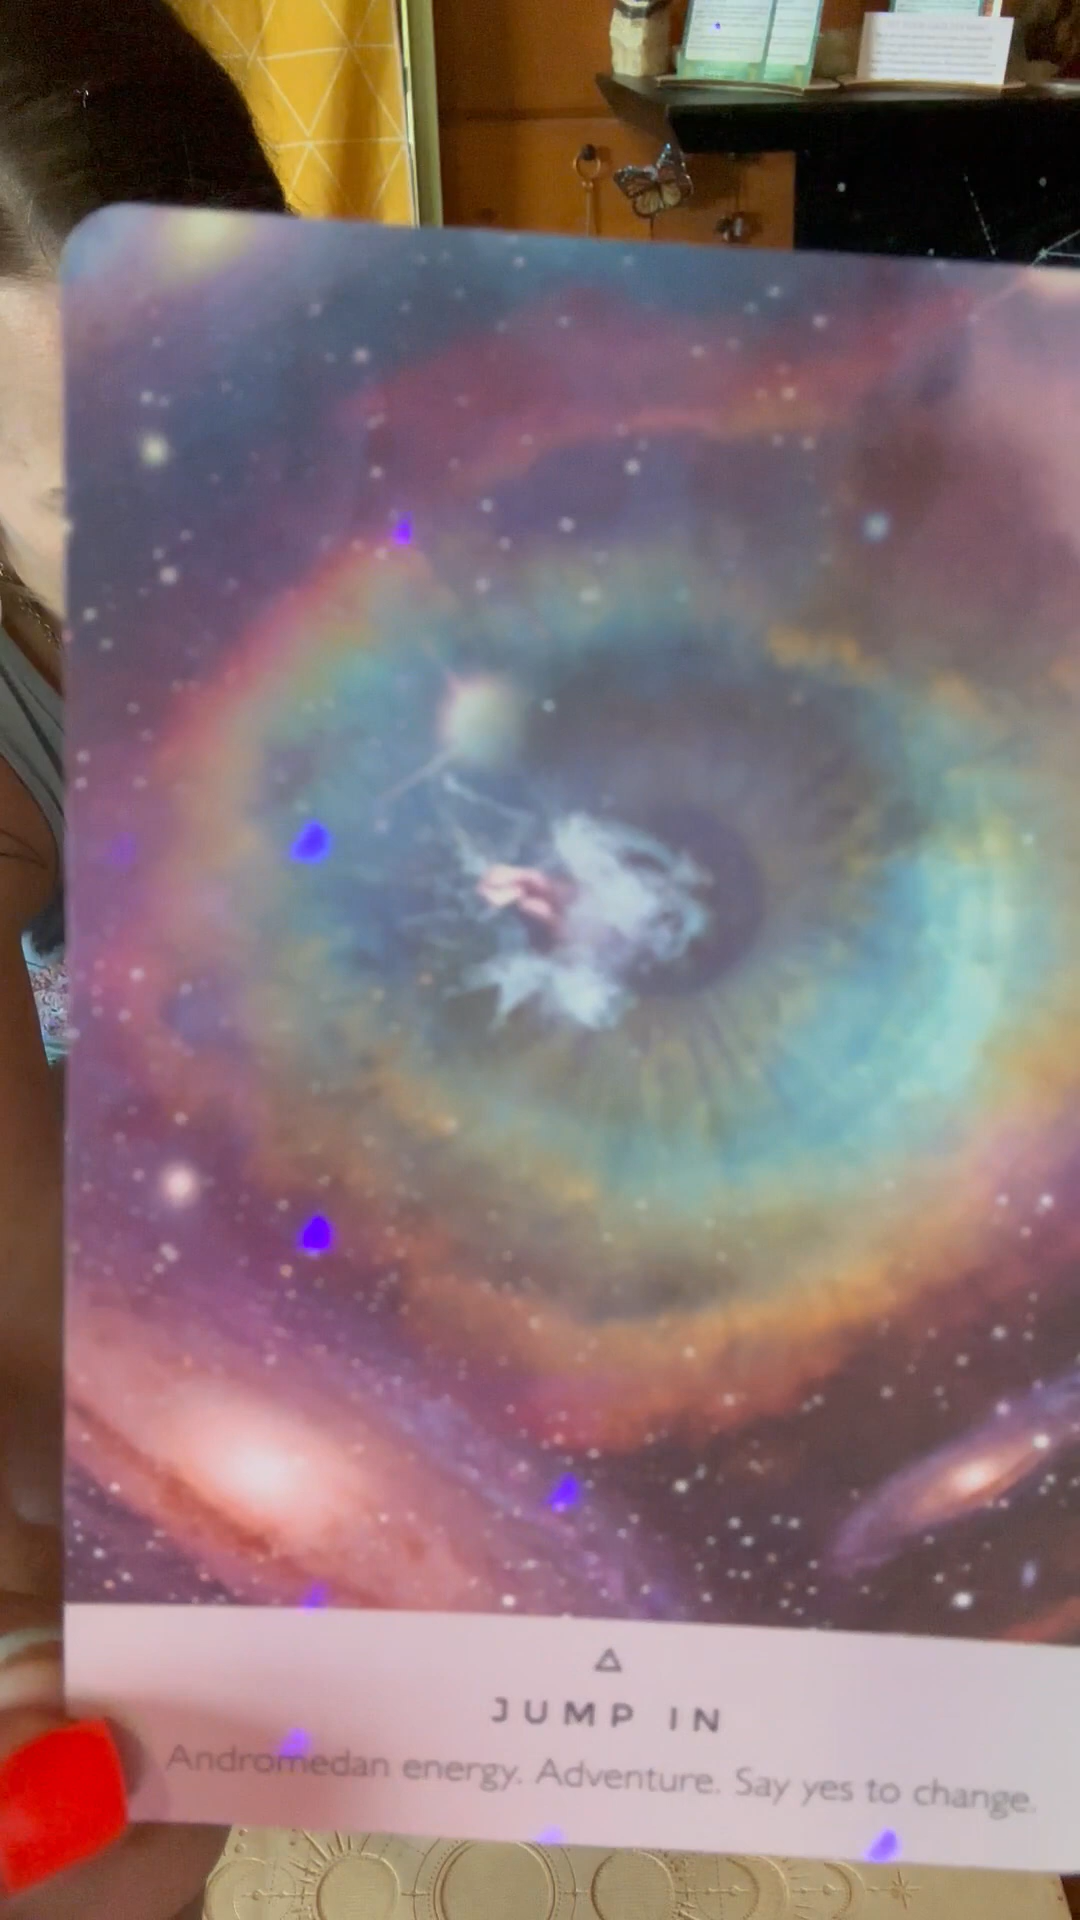 JUMP IN
Andromedan energy. Adventure. Say yes to change.